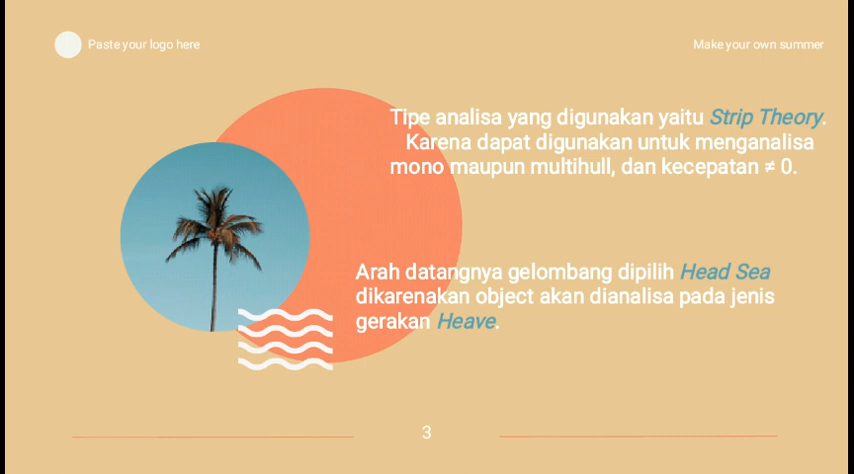 Paste your logo here
Make your own summer
Tipe analisa yang digunakan yaitu Strip Theory.
Karena dapat digunakan untuk menganalisa
mono maupun multihull, dan kecepatan ≠ 0.
Arah datangnya gelombang dipilih Head Sea
dikarenakan object akan dianalisa pada jenis
gerakan Heave.
3